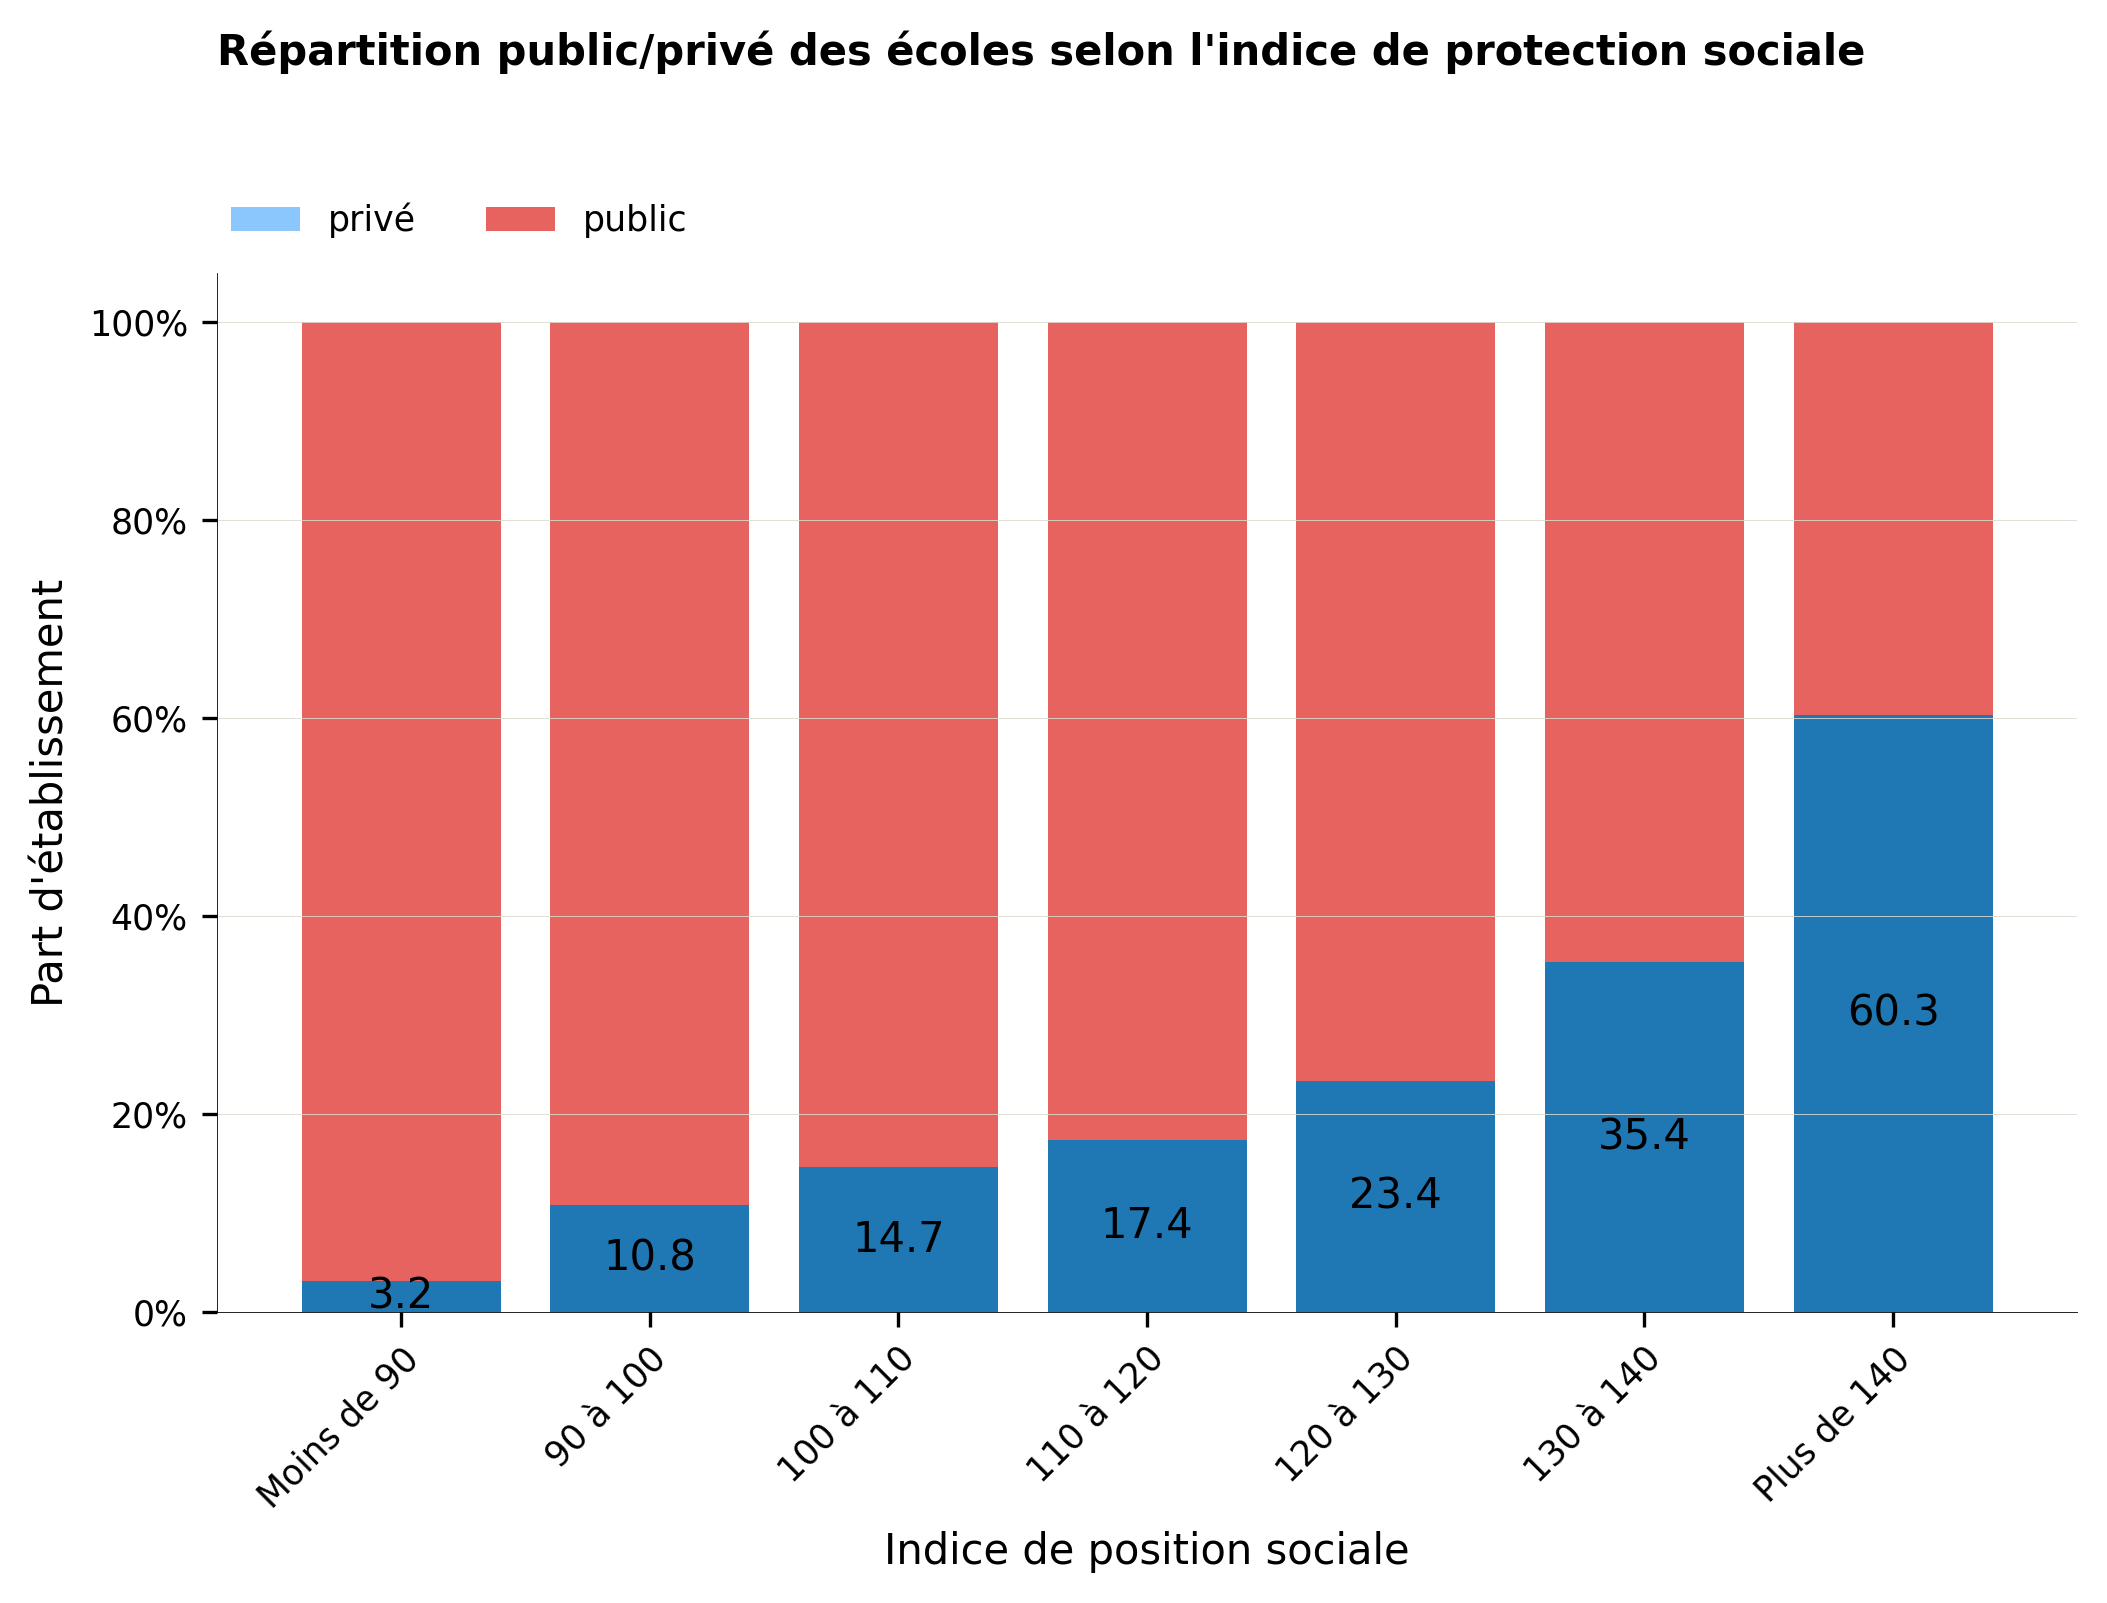 Répartition public/privé des écoles selon l'indice de protection sociale
privé
public
Part d'établissement
100%
80%
60%
40%
20%
0%
3.2
10.8
14.7
17.4
23.4
35.4
60.3
Moins de 90
90 à 100
100 à 110
110 à 120
120 à 130
130 à 140
Plus de 140
Indice de position sociale